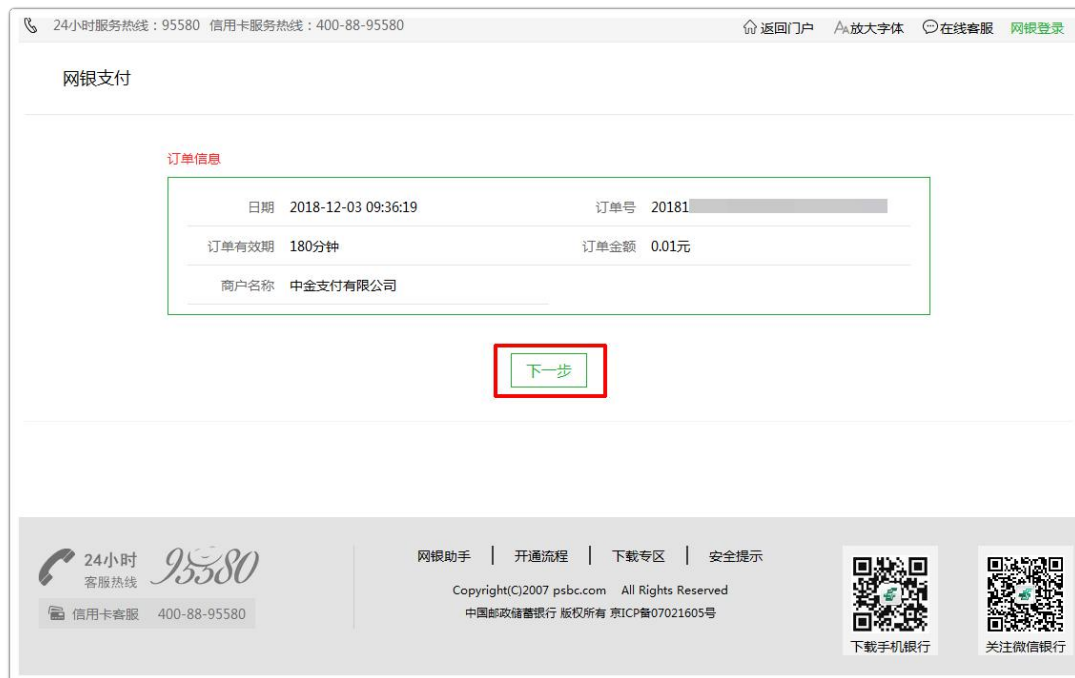 24小时服务热线：95580 信用卡服务热线：400-88-95580 返回门户 AA放大字体 在线客服 网银登录
网银支付
订单信息
日期 2018-12-03 09:36:19 订单号 20181
订单有效期 180分钟 订单金额 0.01元
商户名称 中金支付有限公司
下一步
24小时 95580
客服热线
信用卡客服 400-88-95580
网银助手 | 开通流程 | 下载专区 | 安全提示
Copyright(C)2007 psbc.com All Rights Reserved
中国邮政储蓄银行 版权所有 京ICP备07021605号
下载手机银行
关注微信银行